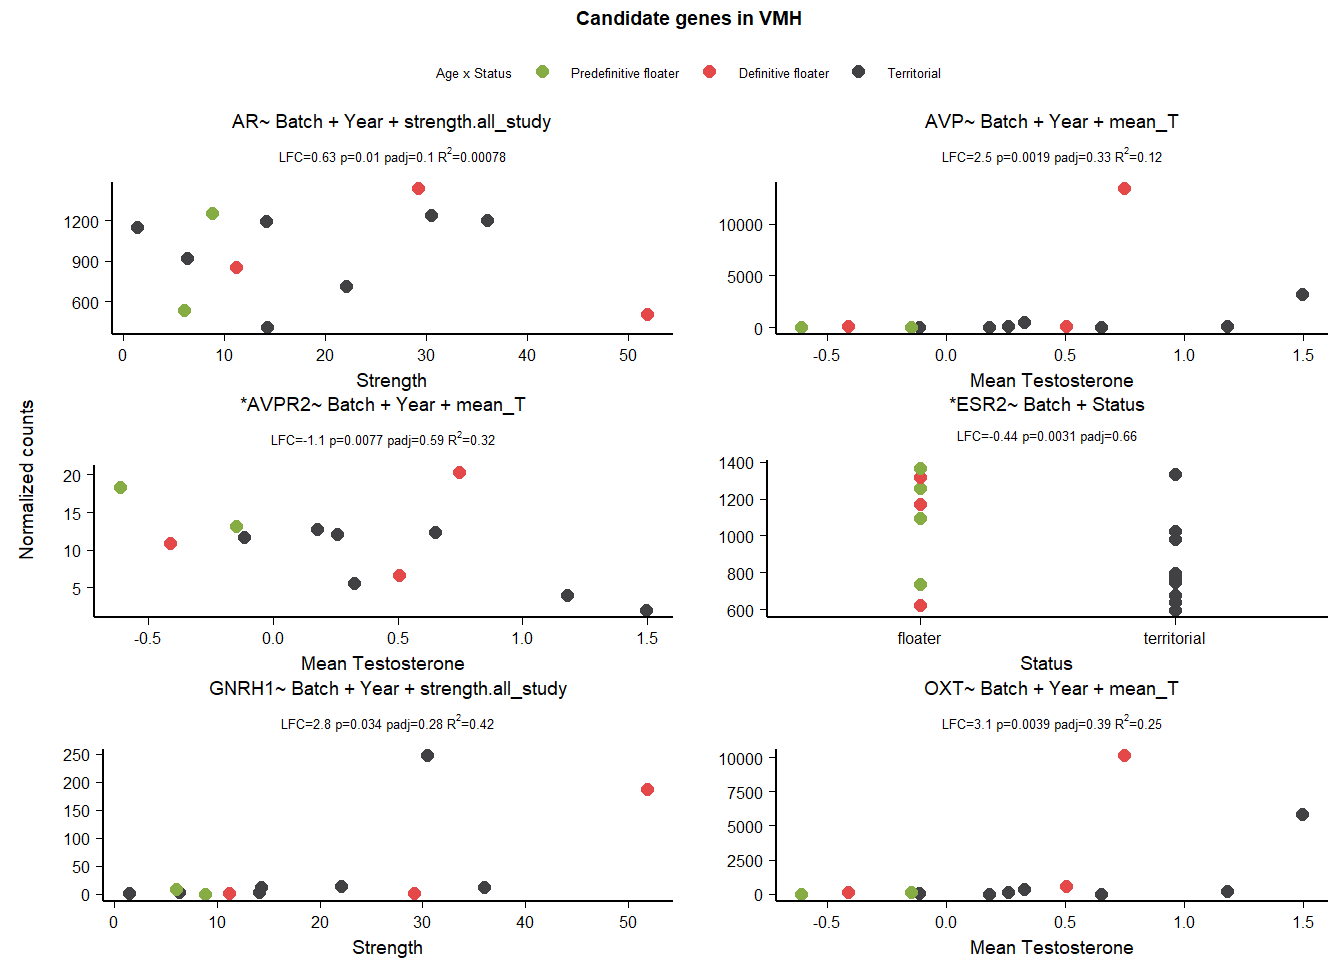 Candidate genes in VMH
Age x Status Predefinitive floater Definitive floater Territorial
Normalized counts
AR~ Batch + Year + strength.all_study
LFC=0.63 p=0.01 padj=0.1 R²=0.00078
1200
900
600
0 10 20 30 40 50
Strength
AVP~ Batch + Year + mean_T
LFC=2.5 p=0.0019 padj=0.33 R²=0.12
10000
5000
0
-0.5 0.0 0.5 1.0 1.5
Mean Testosterone
*AVPR2~ Batch + Year + mean_T
LFC=-1.1 p=0.0077 padj=0.59 R²=0.32
20
15
10
5
-0.5 0.0 0.5 1.0 1.5
Mean Testosterone
*ESR2~ Batch + Status
LFC=-0.44 p=0.0031 padj=0.66
1400
1200
1000
800
600
floater territorial
Status
GNRH1~ Batch + Year + strength.all_study
LFC=2.8 p=0.034 padj=0.28 R²=0.42
250
200
150
100
50
0
0 10 20 30 40 50
Strength
OXT~ Batch + Year + mean_T
LFC=3.1 p=0.0039 padj=0.39 R²=0.25
10000
7500
5000
2500
0
-0.5 0.0 0.5 1.0 1.5
Mean Testosterone